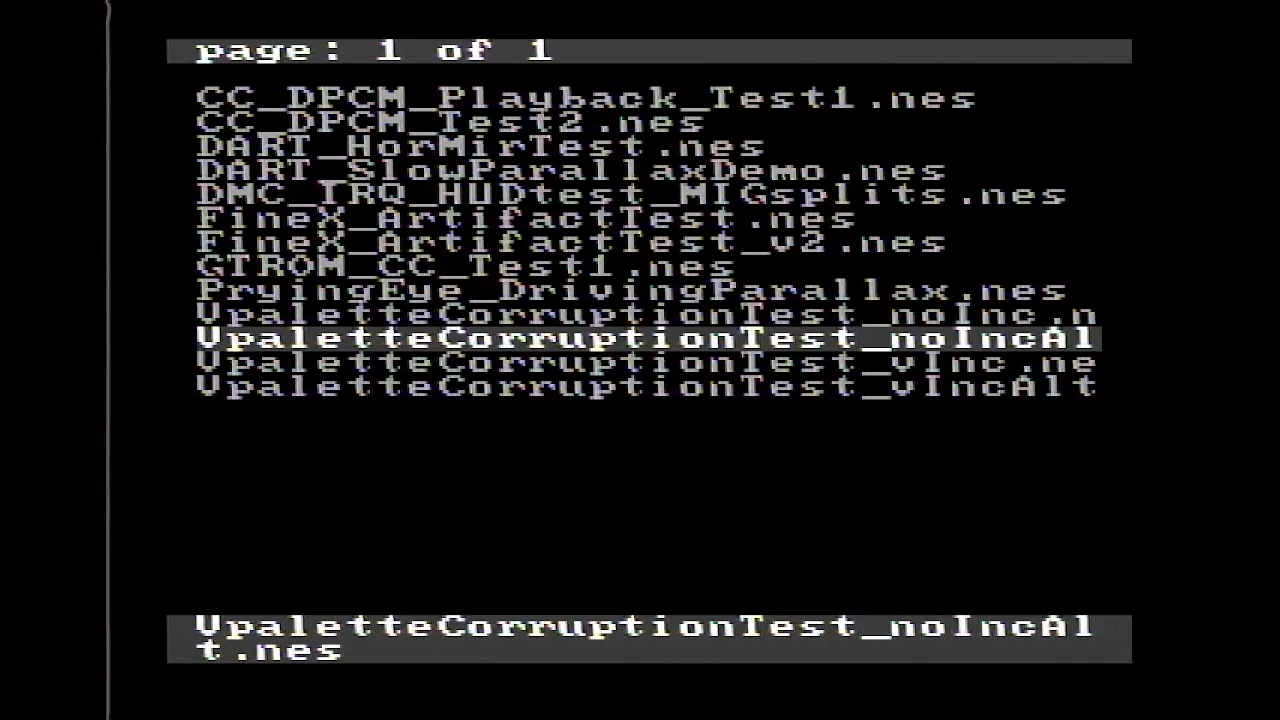 page: 1 of 1
CC_DPCM_Playback_Test1.nes
CC_DPCM_Test2.nes
DART_HorMirTest.nes
DART_SlowParallaxDemo.nes
DMC_IRQ_HUDtest_MIGsplits.nes
FineX_ArtifactTest.nes
FineX_ArtifactTest_v2.nes
GTROM_CC_Test1.nes
PryingEye_DrivingParallax.nes
VpaletteCorruptionTest_noInc.n
VpaletteCorruptionTest_noIncAl
VpaletteCorruptionTest_vInc.ne
VpaletteCorruptionTest_vIncAlt
VpaletteCorruptionTest_noIncAl
t.nes